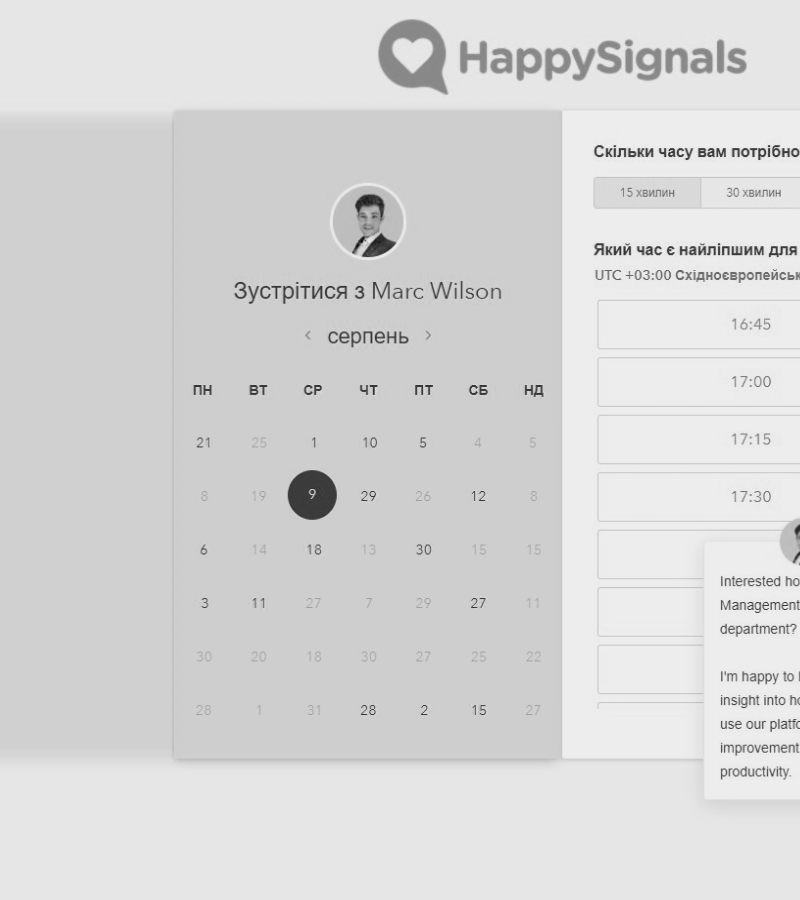 HappySignals
Зустрітися з Marc Wilson
серпень
ПН ВТ СР ЧТ ПТ СБ НД
21 25 1 10 5 4 5
8 19 9 29 26 12 8
6 14 18 13 30 15 15
3 11 27 7 29 27 11
30 20 18 30 27 25 22
28 1 31 28 2 15 27
Скільки часу вам потрібно
15 хвилин 30 хвилин
Який час є найліпшим для
UTC +03:00 Східноєвропейськ
16:45
17:00
17:15
17:30
Interested ho
Management
department?
I'm happy to
insight into ho
use our platfo
improvement
productivity.